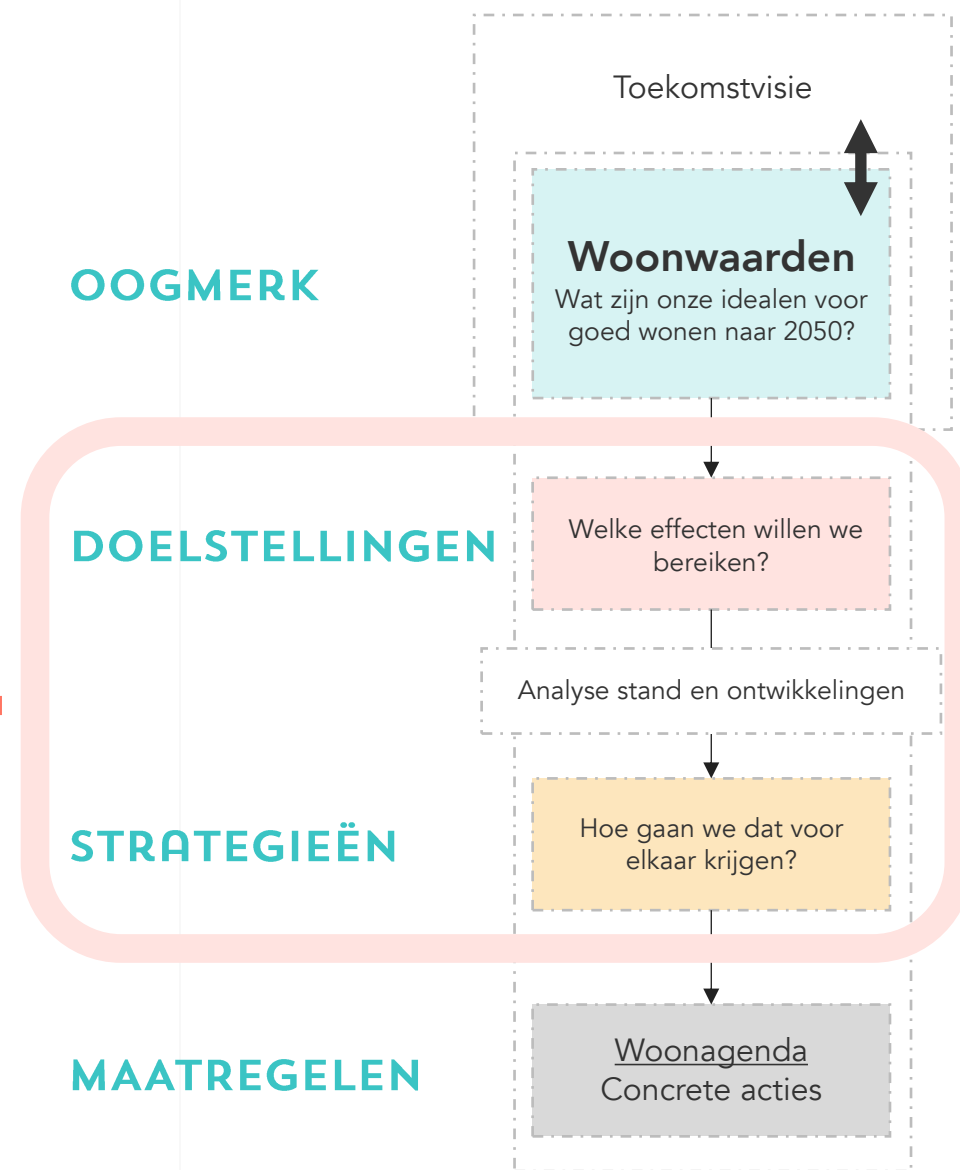 Toekomstvisie
OOGMERK
Woonwaarden
Wat zijn onze idealen voor
goed wonen naar 2050?
DOELSTELLINGEN
Welke effecten willen we
bereiken?
Analyse stand en ontwikkelingen
STRATEGIEËN
Hoe gaan we dat voor
elkaar krijgen?
MAATREGELEN
Woonagenda
Concrete acties